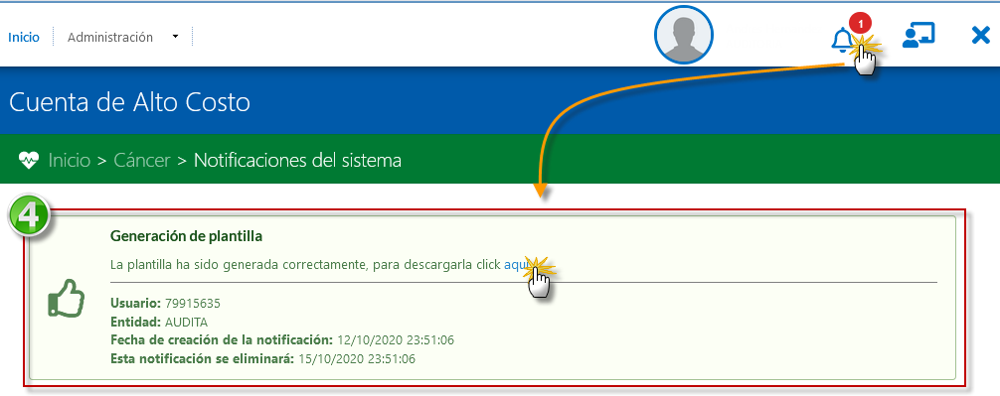 Inicio
Administración
1
Cuenta de Alto Costo
Inicio > Cáncer > Notificaciones del sistema
4
Generación de plantilla
La plantilla ha sido generada correctamente, para descargarla click aquí
Usuario: 79915635
Entidad: AUDITA
Fecha de creación de la notificación: 12/10/2020 23:51:06
Esta notificación se eliminará: 15/10/2020 23:51:06